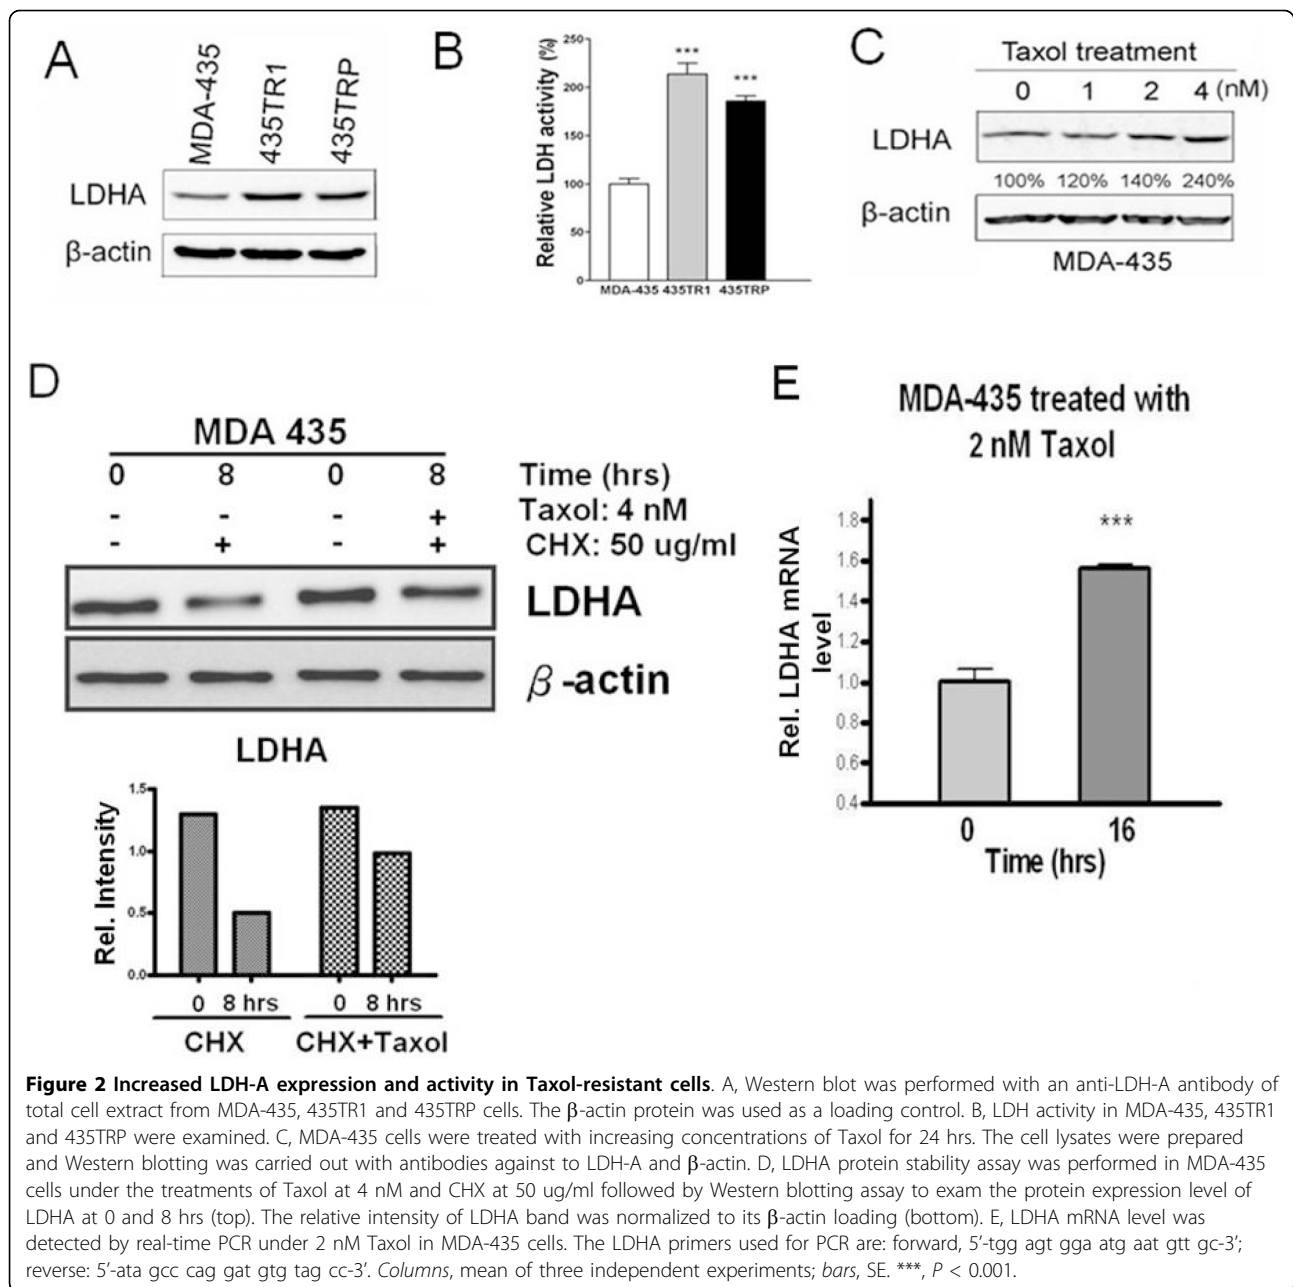 A
MDA-435
435TR1
435TRP
LDHA
β-actin
B
Relative LDH activity (%)
250
200
150
100
50
0
***
***
MDA-435 435TR1 435TRP
C
Taxol treatment
0 1 2 4 (nM)
LDHA
100% 120% 140% 240%
β-actin
MDA-435
D
MDA 435
0 8 0 8 Time (hrs)
- - - + Taxol: 4 nM
- + - + CHX: 50 ug/ml
LDHA
β-actin
LDHA
Rel. Intensity
1.5
1.0
0.5
0.0
0 8 hrs 0 8 hrs
CHX CHX+Taxol
E
MDA-435 treated with
2 nM Taxol
Rel. LDHA mRNA
level
1.8
1.6
1.4
1.2
1.0
0.8
0.6
0.4
***
0 16
Time (hrs)
Figure 2 Increased LDH-A expression and activity in Taxol-resistant cells. A, Western blot was performed with an anti-LDH-A antibody of
total cell extract from MDA-435, 435TR1 and 435TRP cells. The β-actin protein was used as a loading control. B, LDH activity in MDA-435, 435TR1
and 435TRP were examined. C, MDA-435 cells were treated with increasing concentrations of Taxol for 24 hrs. The cell lysates were prepared
and Western blotting was carried out with antibodies against to LDH-A and β-actin. D, LDHA protein stability assay was performed in MDA-435
cells under the treatments of Taxol at 4 nM and CHX at 50 ug/ml followed by Western blotting assay to exam the protein expression level of
LDHA at 0 and 8 hrs (top). The relative intensity of LDHA band was normalized to its β-actin loading (bottom). E, LDHA mRNA level was
detected by real-time PCR under 2 nM Taxol in MDA-435 cells. The LDHA primers used for PCR are: forward, 5’-tgg agt gga atg aat gtt gc-3’;
reverse: 5’-ata gcc cag gat gtg tag cc-3’. Columns, mean of three independent experiments; bars, SE. ***, P < 0.001.